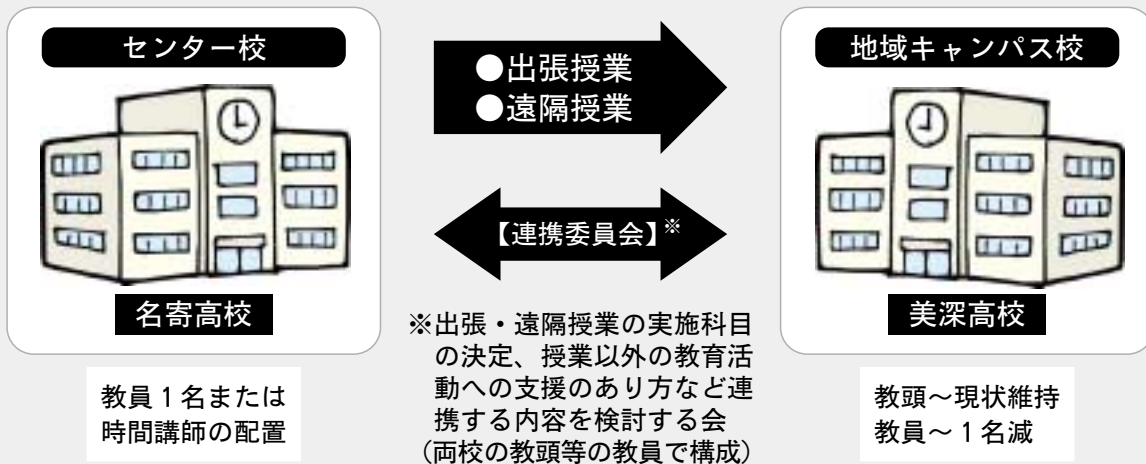 センター校
名寄高校
教員1名または
時間講師の配置
●出張授業
●遠隔授業
【連携委員会】※
※出張・遠隔授業の実施科目
の決定、授業以外の教育活
動への支援のあり方など連
携する内容を検討する会
（両校の教頭等の教員で構成）
地域キャンパス校
美深高校
教頭～現状維持
教員～1名減